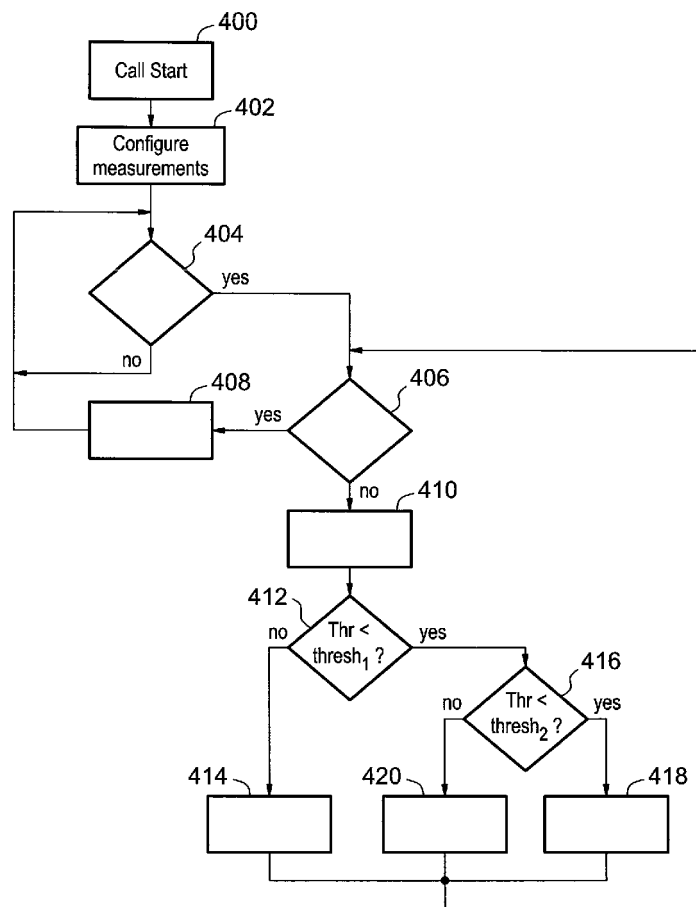 400
Call Start
402
Configure
measurements
404
yes
no
406
408
yes
no
410
412
no
Thr <
thresh1 ?
yes
416
no
Thr <
thresh2 ?
yes
414
420
418